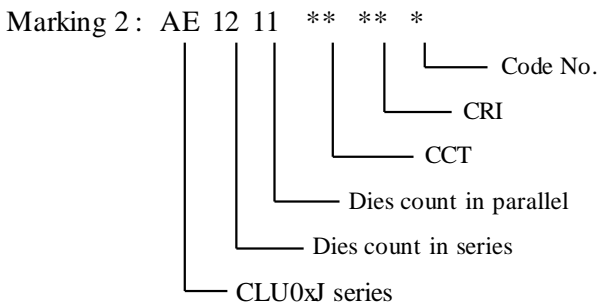 Marking 2 : AE 12 11 ** ** *
Code No.
CRI
CCT
Dies count in parallel
Dies count in series
CLU0xJ series